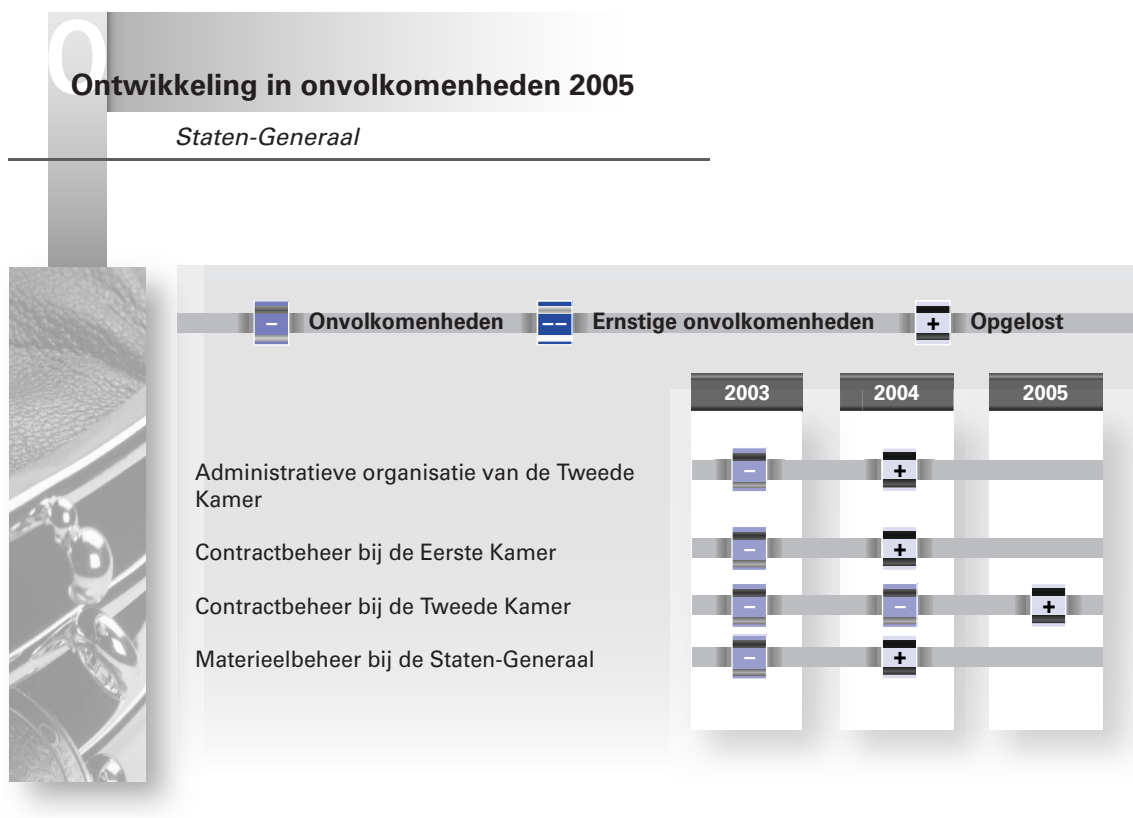 O
Ontwikkeling in onvolkomenheden 2005
Staten-Generaal
– Onvolkomenheden –– Ernstige onvolkomenheden + Opgelost
2003 2004 2005
Administratieve organisatie van de Tweede – +
Kamer
Contractbeheer bij de Eerste Kamer – +
Contractbeheer bij de Tweede Kamer – – +
Materieelbeheer bij de Staten-Generaal – +